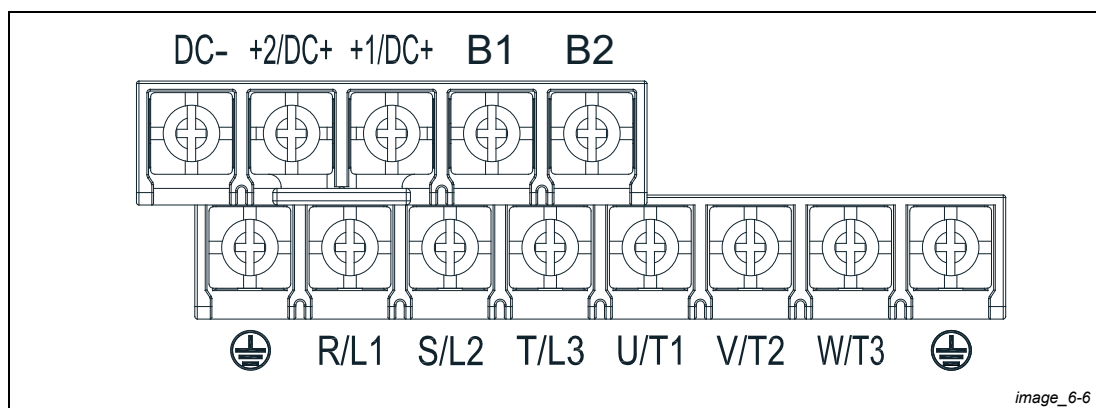 DC- +2/DC+ +1/DC+ B1 B2
R/L1 S/L2 T/L3 U/T1 V/T2 W/T3
image_6-6